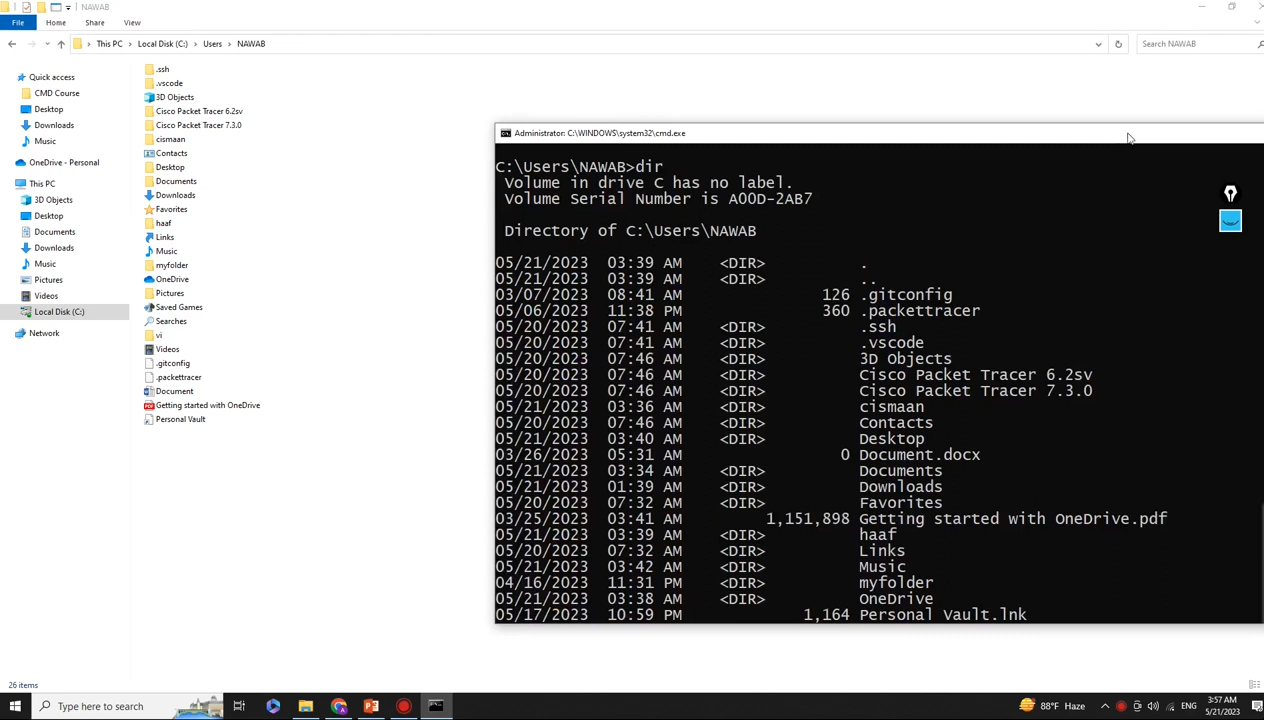 NAWAB
File Home Share View
This PC Local Disk (C:) Users NAWAB Search NAWAB
Quick access
CMD Course
Desktop
Downloads
Music
OneDrive - Personal
This PC
3D Objects
Desktop
Documents
Downloads
Music
Pictures
Videos
Local Disk (C:)
Network
.ssh
.vscode
3D Objects
Cisco Packet Tracer 6.2sv
Cisco Packet Tracer 7.3.0
cismaan
Contacts
Desktop
Documents
Downloads
Favorites
haaf
Links
Music
myfolder
OneDrive
Pictures
Saved Games
Searches
vi
Videos
.gitconfig
.packettracer
Document
Getting started with OneDrive
Personal Vault
Administrator: C:\WINDOWS\system32\cmd.exe
C:\Users\NAWAB>dir
Volume in drive C has no label.
Volume Serial Number is A00D-2AB7
Directory of C:\Users\NAWAB
05/21/2023 03:39 AM <DIR> .
05/21/2023 03:39 AM <DIR> ..
03/07/2023 08:41 AM 126 .gitconfig
05/06/2023 11:38 PM 360 .packettracer
05/20/2023 07:41 AM <DIR> .ssh
05/20/2023 07:41 AM <DIR> .vscode
05/20/2023 07:46 AM <DIR> 3D Objects
05/20/2023 07:46 AM <DIR> Cisco Packet Tracer 6.2sv
05/20/2023 07:46 AM <DIR> Cisco Packet Tracer 7.3.0
05/21/2023 03:36 AM <DIR> cismaan
05/20/2023 07:46 AM <DIR> Contacts
05/21/2023 03:40 AM <DIR> Desktop
03/26/2023 05:31 AM 0 Document.docx
05/21/2023 03:34 AM <DIR> Documents
05/21/2023 01:39 AM <DIR> Downloads
05/20/2023 07:32 AM <DIR> Favorites
03/25/2023 03:41 AM 1,151,898 Getting started with OneDrive.pdf
05/21/2023 03:39 AM <DIR> haaf
05/20/2023 07:32 AM <DIR> Links
05/21/2023 03:42 AM <DIR> Music
04/16/2023 11:31 PM <DIR> myfolder
05/21/2023 03:38 AM <DIR> OneDrive
05/17/2023 10:59 PM 1,164 Personal Vault.lnk
26 items
Type here to search
88°F Haze
ENG
3:57 AM
5/21/2023